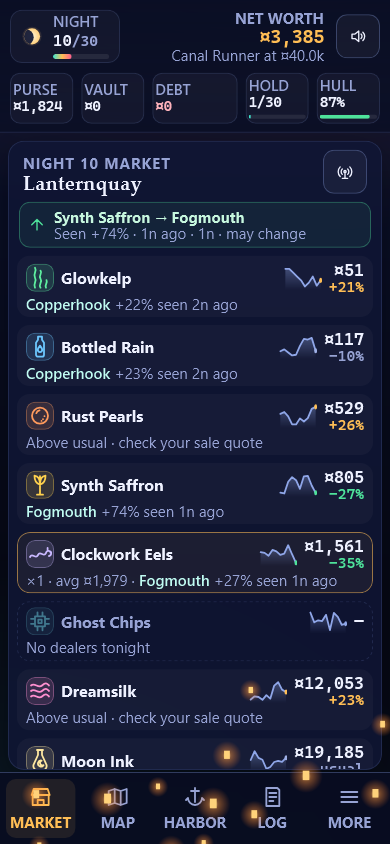 NIGHT
10/30
NET WORTH
¤3,385
Canal Runner at ¤40.0k
PURSE
¤1,824
VAULT
¤0
DEBT
¤0
HOLD
1/30
HULL
87%
NIGHT 10 MARKET
Lanternquay
Synth Saffron → Fogmouth
Seen +74% · 1n ago · 1n · may change
Glowkelp
¤51
+21%
Copperhook +22% seen 2n ago
Bottled Rain
¤117
−10%
Copperhook +23% seen 2n ago
Rust Pearls
¤529
+26%
Above usual · check your sale quote
Synth Saffron
¤805
−27%
Fogmouth +74% seen 1n ago
Clockwork Eels
¤1,561
−35%
×1 · avg ¤1,979 · Fogmouth +27% seen 1n ago
Ghost Chips
—
No dealers tonight
Dreamsilk
¤12,053
+23%
Above usual · check your sale quote
Moon Ink
¤19,185
usual
MARKET
MAP
HARBOR
LOG
MORE